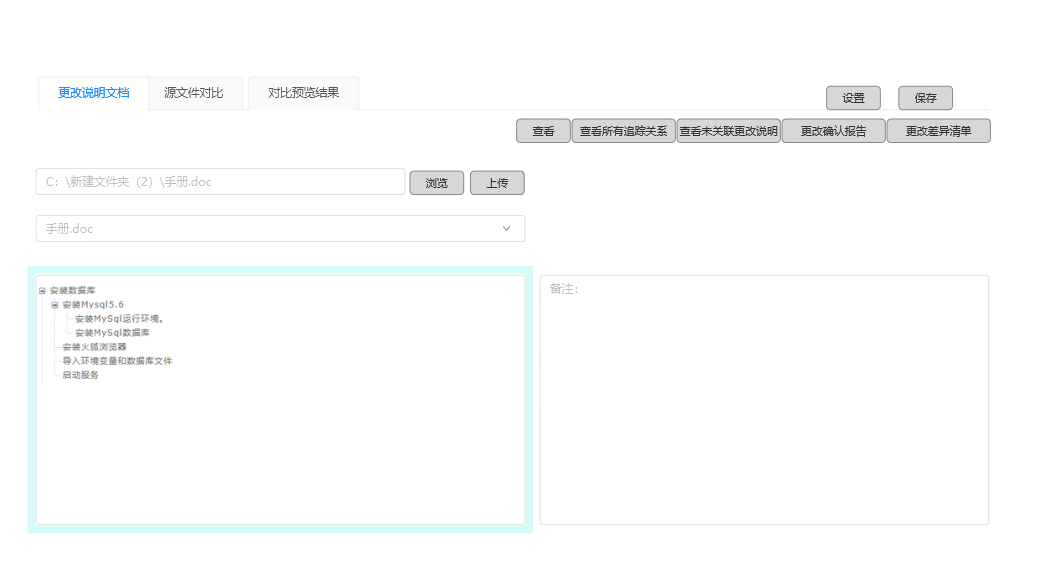 更改说明文档 源文件对比 对比预览结果
设置 保存
查看 查看所有追踪关系 查看未关联更改说明 更改确认报告 更改差异清单
C：\新建文件夹（2）\手册.doc 浏览 上传
手册.doc
安装数据库
安装Mysql5.6
安装MySql运行环境。
安装MySql数据库
安装火狐浏览器
导入环境变量和数据库文件
启动服务
备注：